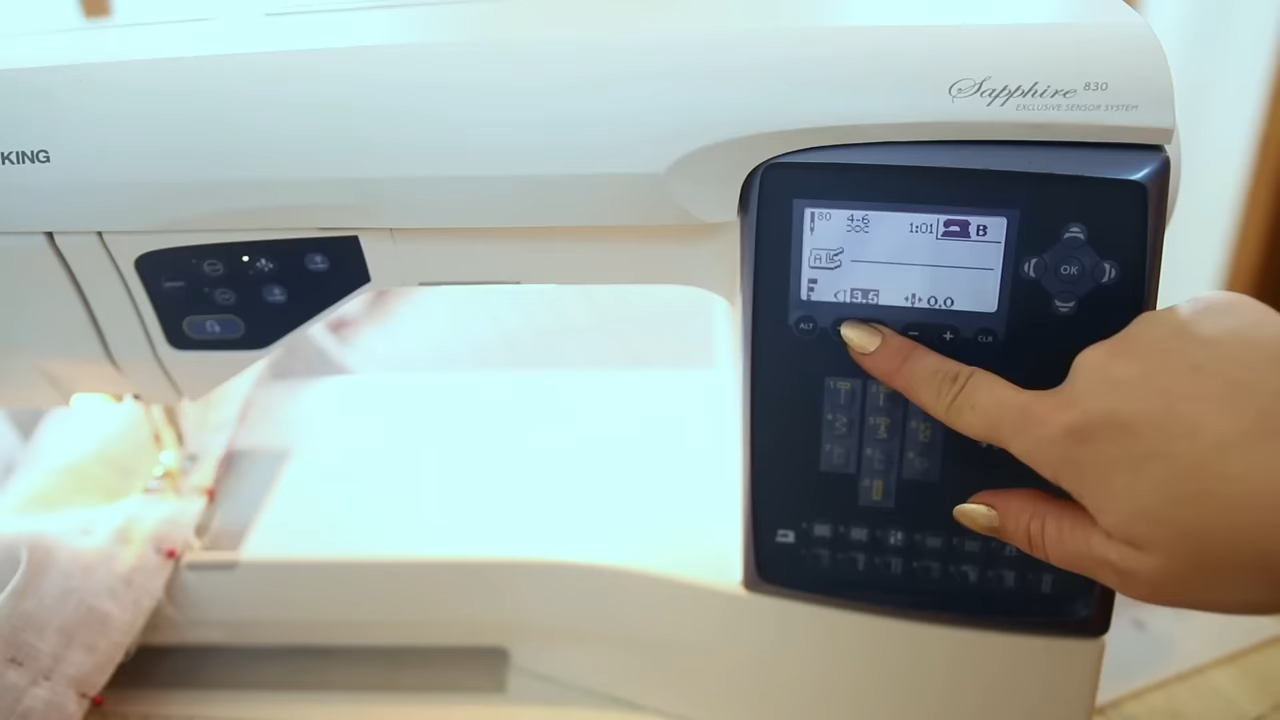 Sapphire 830
EXCLUSIVE SENSOR SYSTEM
KING
80 4-6 1:01 B
A
F 3.5 0.0
OK
ALT - + CLR